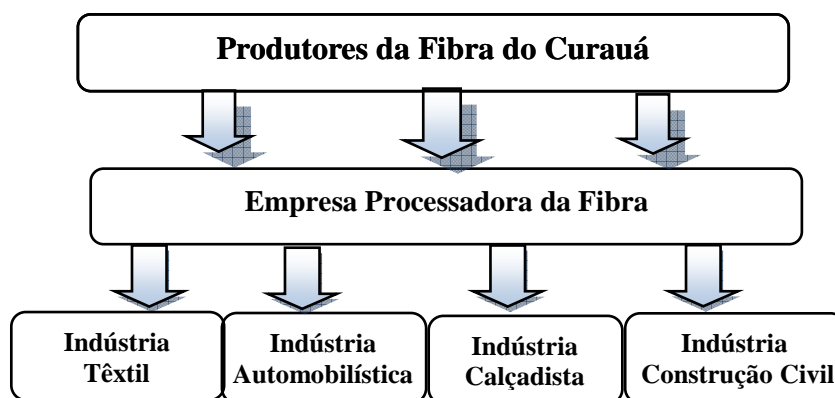 Produtores da Fibra do Curauá
Empresa Processadora da Fibra
Indústria
Têxtil
Indústria
Automobilística
Indústria
Calçadista
Indústria
Construção Civil